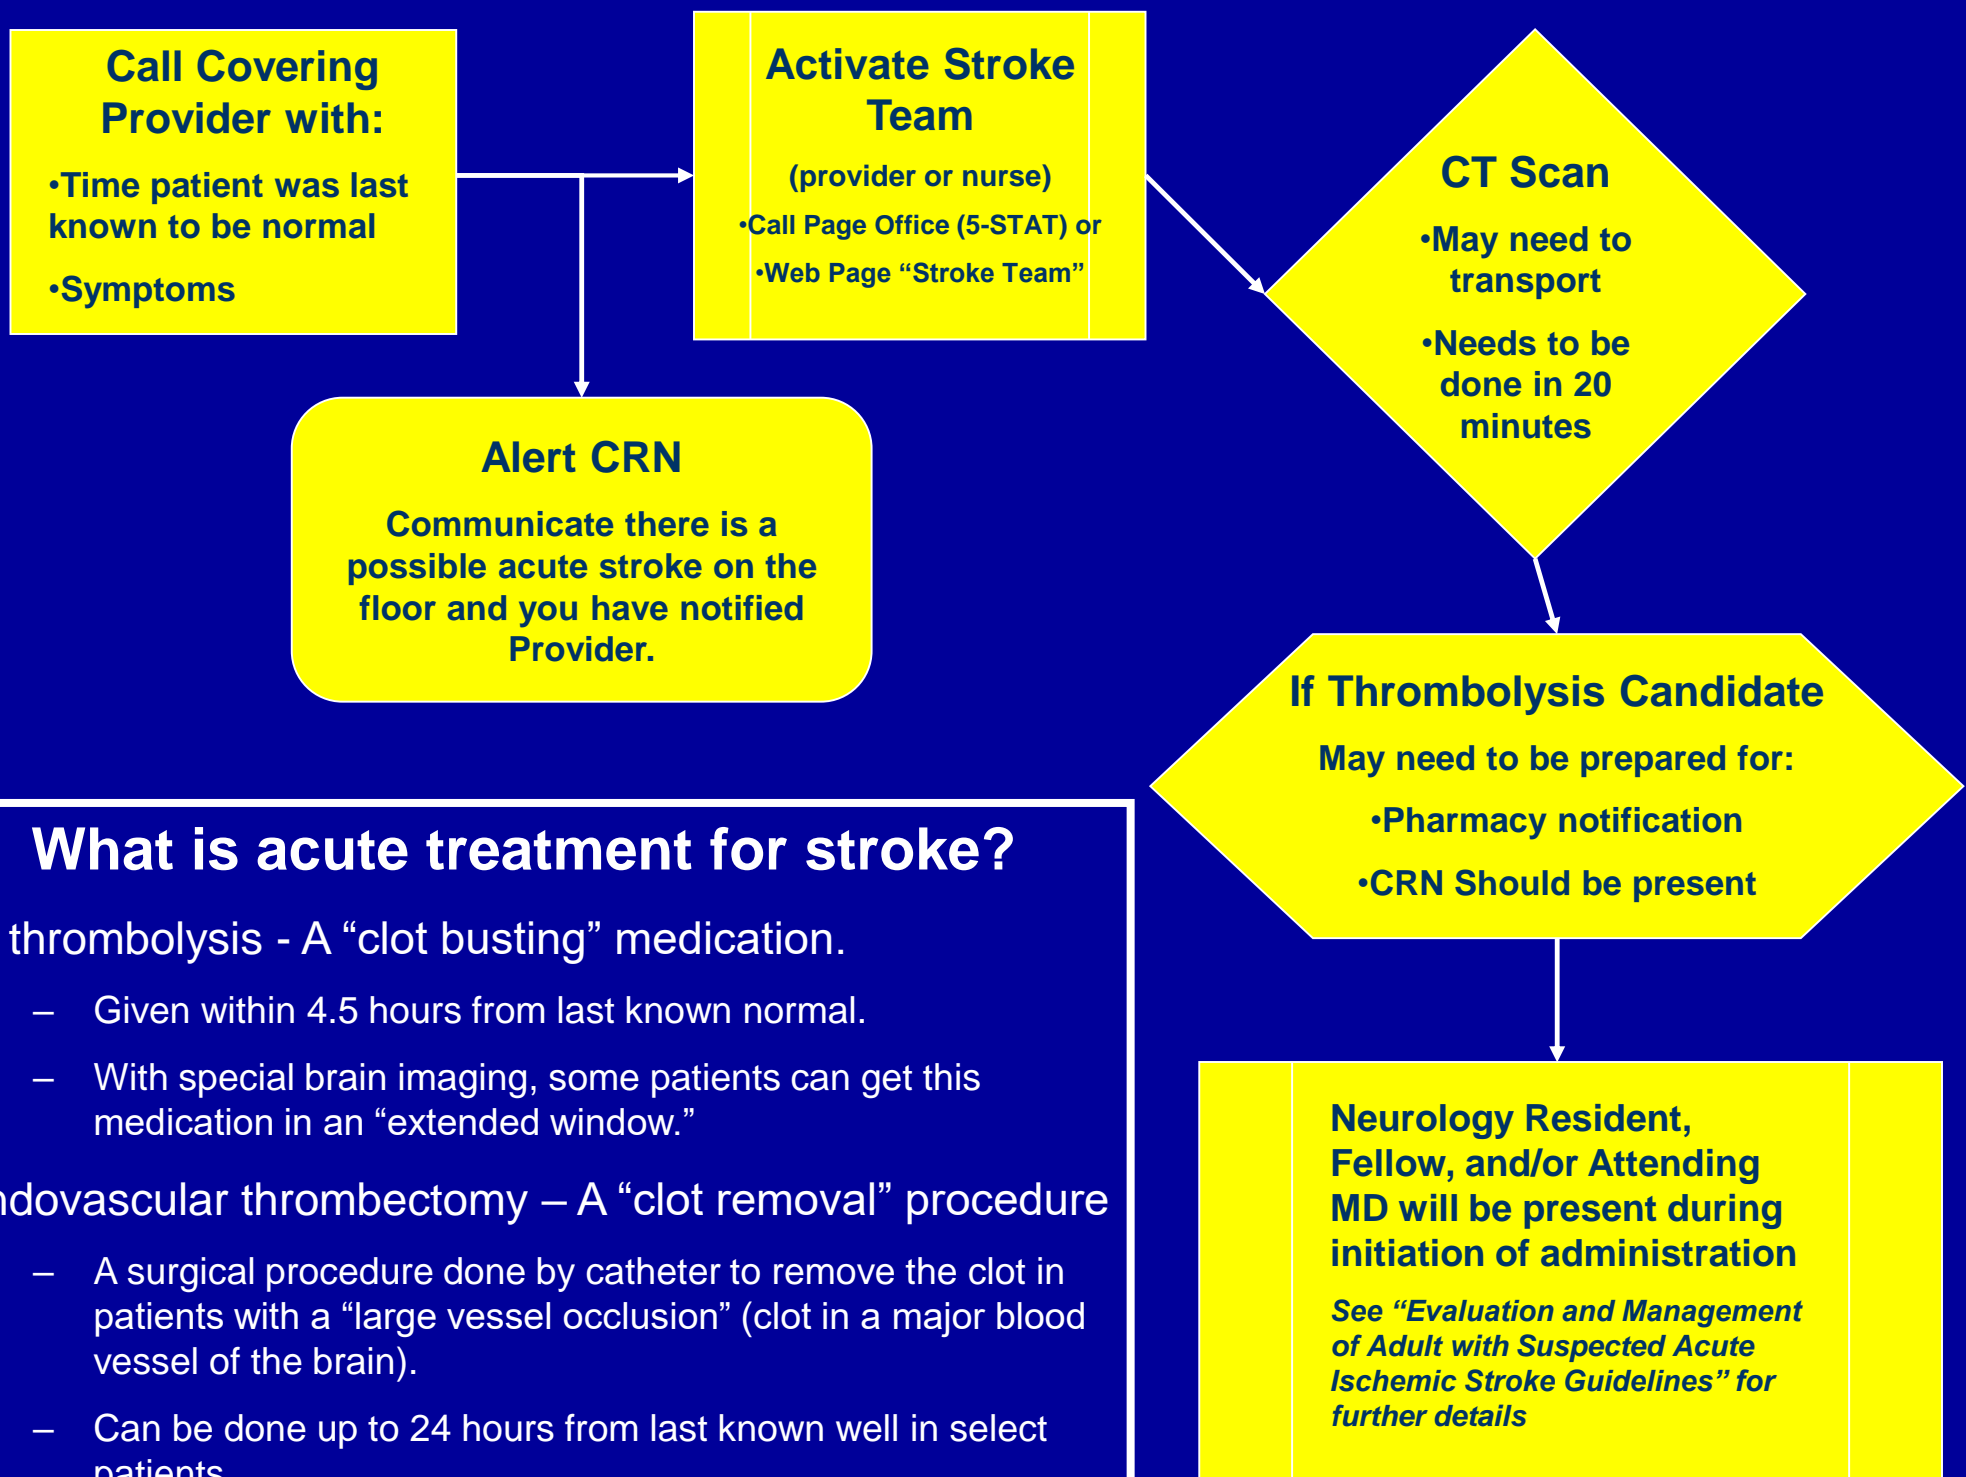 Call Covering
Provider with:
•Time patient was last
known to be normal
•Symptoms
Activate Stroke
Team
(provider or nurse)
•Call Page Office (5-STAT) or
•Web Page “Stroke Team”
CT Scan
•May need to
transport
•Needs to be
done in 20
minutes
Alert CRN
Communicate there is a
possible acute stroke on the
floor and you have notified
Provider.
If Thrombolysis Candidate
May need to be prepared for:
•Pharmacy notification
•CRN Should be present
What is acute treatment for stroke?
thrombolysis - A “clot busting” medication.
– Given within 4.5 hours from last known normal.
– With special brain imaging, some patients can get this
medication in an “extended window.”
ndovascular thrombectomy – A “clot removal” procedure
– A surgical procedure done by catheter to remove the clot in
patients with a “large vessel occlusion” (clot in a major blood
vessel of the brain).
– Can be done up to 24 hours from last known well in select
patients
Neurology Resident,
Fellow, and/or Attending
MD will be present during
initiation of administration
See “Evaluation and Management
of Adult with Suspected Acute
Ischemic Stroke Guidelines” for
further details